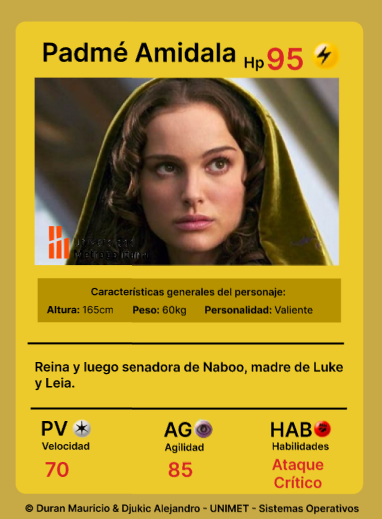 Padmé Amidala Hp 95
Características generales del personaje:
Altura: 165cm Peso: 60kg Personalidad: Valiente
Reina y luego senadora de Naboo, madre de Luke
y Leia.
PV AG HAB
Velocidad Agilidad Habilidades
70 85 Ataque
Crítico
© Duran Mauricio & Djukic Alejandro - UNIMET - Sistemas Operativos